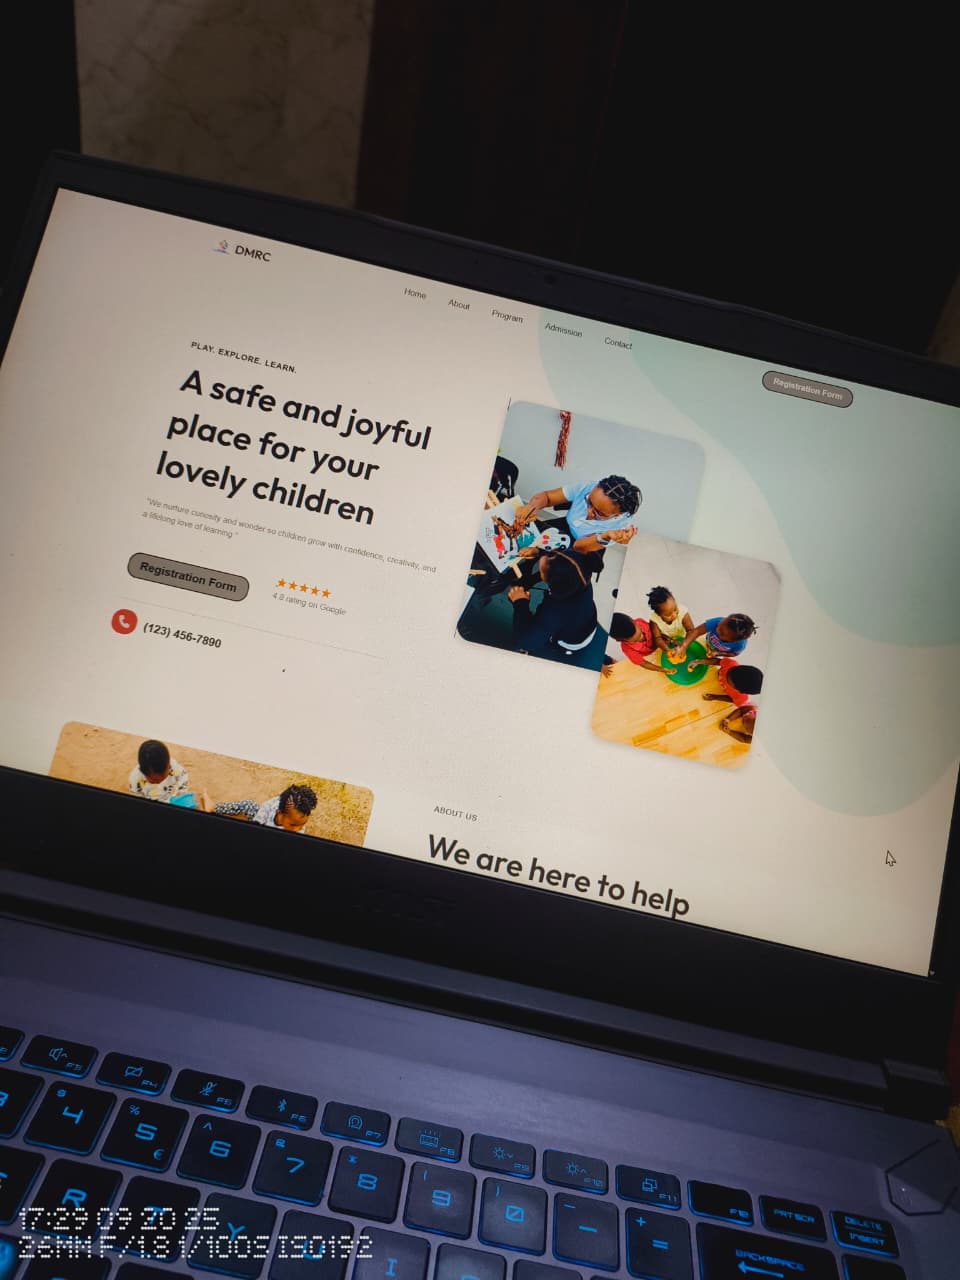 DMRC
Home
About
Program
Admission
Contact
Registration Form
PLAY. EXPLORE. LEARN.
A safe and joyful
place for your
lovely children
"We nurture curiosity and wonder so children grow with confidence, creativity, and
a lifelong love of learning."
Registration Form
★★★★★
4.8 rating on Google
(123) 456-7890
ABOUT US
We are here to help
F3
F4
F5
F6
F7
F8
F9
F10
F11
F12
PRTSCR
DELETE
INSERT
$ 4
% 5 €
^ 6
& 7
* 8
( 9
) 0
-
+ =
BACKSPACE
R
Y
I
17:23 09 20 25
26MM F/1.8 1/100S ISO192